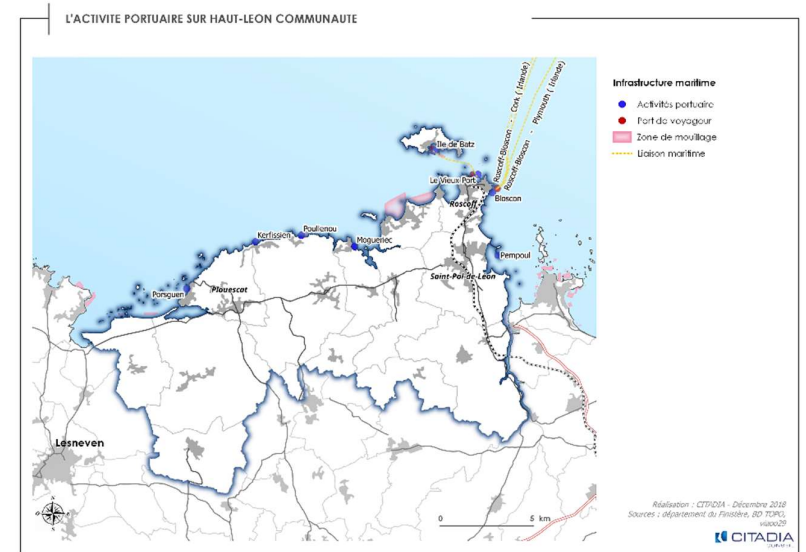 L'ACTIVITE PORTUAIRE SUR HAUT-LEON COMMUNAUTE
Infrastructure maritime
Activités portuaire
Port de voyageur
Zone de mouillage
Liaison maritime
Roscoff-Bloscon - Cork (Irlande)
Roscoff-Bloscon - Plymouth (Irlande)
Ile de Batz
Le Vieux Port
Bloscon
Roscoff
Kerfissien
Poulfenou
Mogueriec
Pempoul
Saint-Pol-de-Léon
Porsguen
Plouescat
Lesneven
N
S
E
O
0 5 km
Réalisation : CITADIA - Décembre 2018
Sources : département du Finistère, BD TOPO,
CITADIA